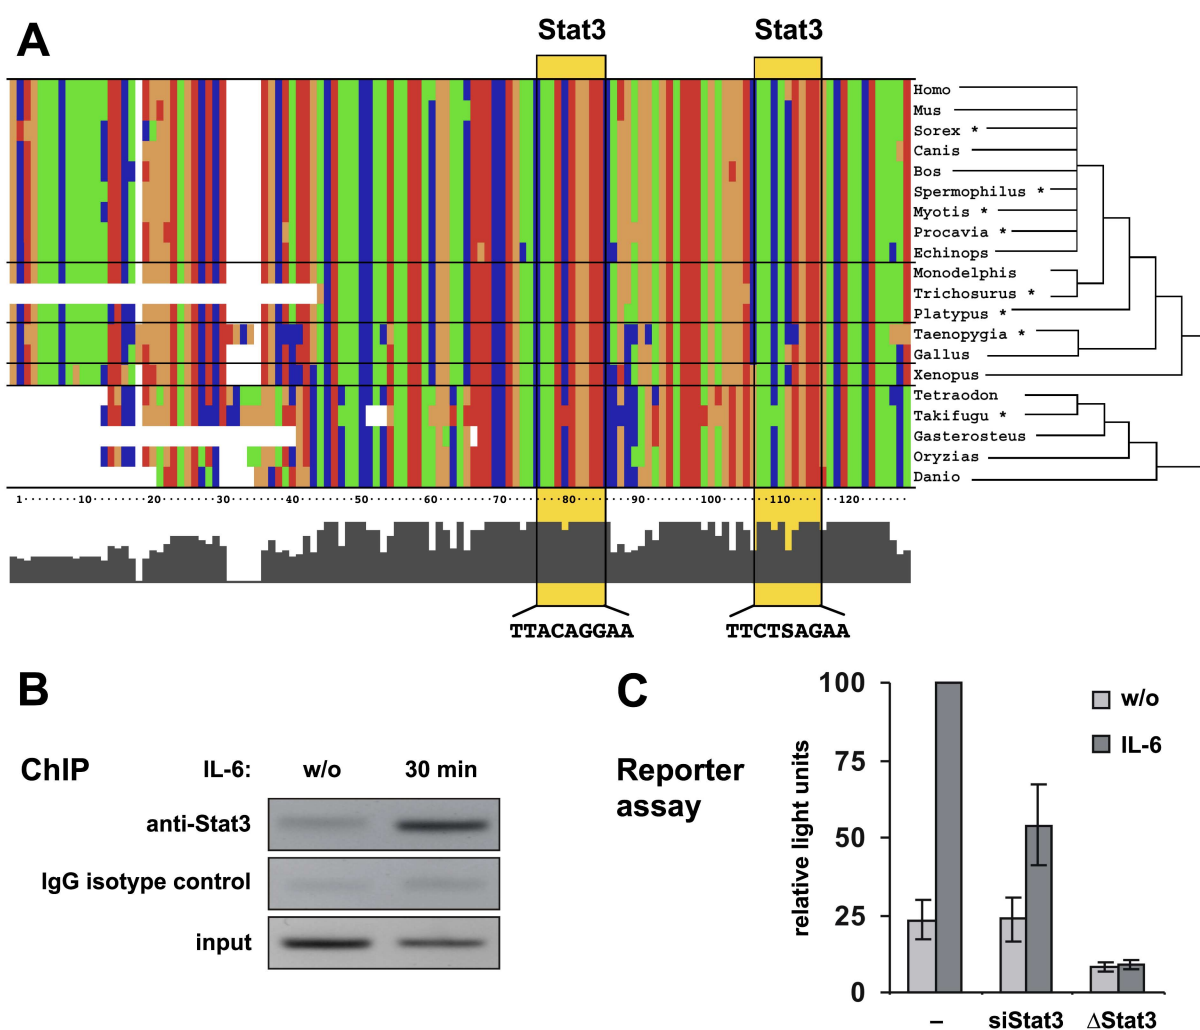 A
Stat3 Stat3
Homo
Mus
Sorex *
Canis
Bos
Spermophilus *
Myotis *
Procavia *
Echinops
Monodelphis
Trichosurus *
Platypus *
Taenopygia *
Gallus
Xenopus
Tetraodon
Takifugu *
Gasterosteus
Oryzias
Danio
1·······10········20········30········40········50········60········70········80········90·······100·······110·······120········
TTACAGGAA TTCTSAGAA
B
ChIP IL-6: w/o 30 min
anti-Stat3
IgG isotype control
input
C
Reporter
assay
relative light units
100
75
50
25
0
w/o
IL-6
– siStat3 ΔStat3